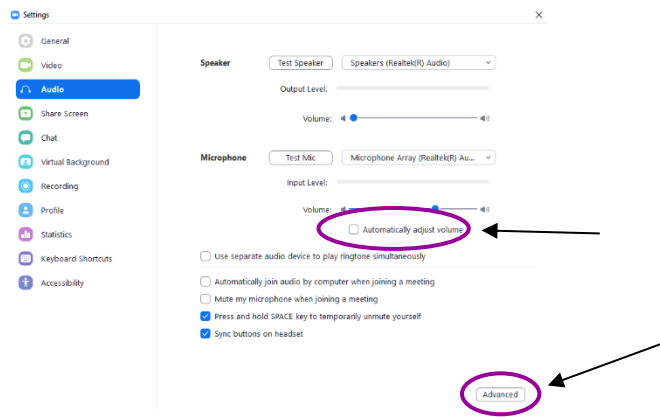 Settings
General
Video
Audio
Share Screen
Chat
Virtual Background
Recording
Profile
Statistics
Keyboard Shortcuts
Accessibility
Speaker Test Speaker Speakers (Realtek(R) Audio)
Output Level:
Volume:
Microphone Test Mic Microphone Array (Realtek(R) Au...
Input Level:
Volume:
Automatically adjust volume
Use separate audio device to play ringtone simultaneously
Automatically join audio by computer when joining a meeting
Mute my microphone when joining a meeting
Press and hold SPACE key to temporarily unmute yourself
Sync buttons on headset
Advanced